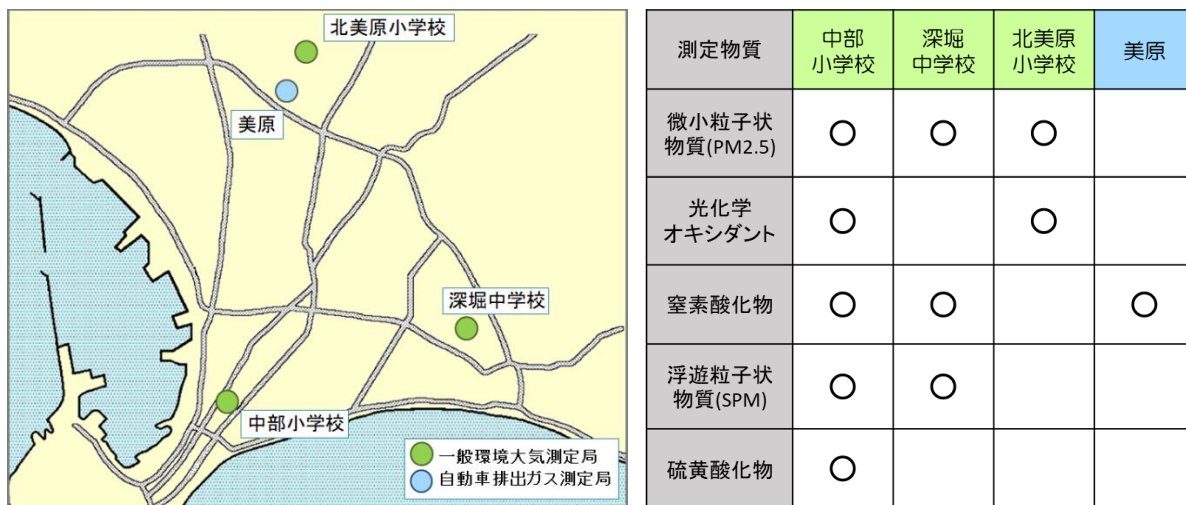 北美原小学校
美原
深堀中学校
中部小学校
一般環境大気測定局
自動車排出ガス測定局
測定物質
中部
小学校
深堀
中学校
北美原
小学校
美原
微小粒子状
物質(PM2.5)
○ ○ ○
光化学
オキシダント
○ ○
窒素酸化物
○ ○ ○
浮遊粒子状
物質(SPM)
○ ○
硫黄酸化物
○